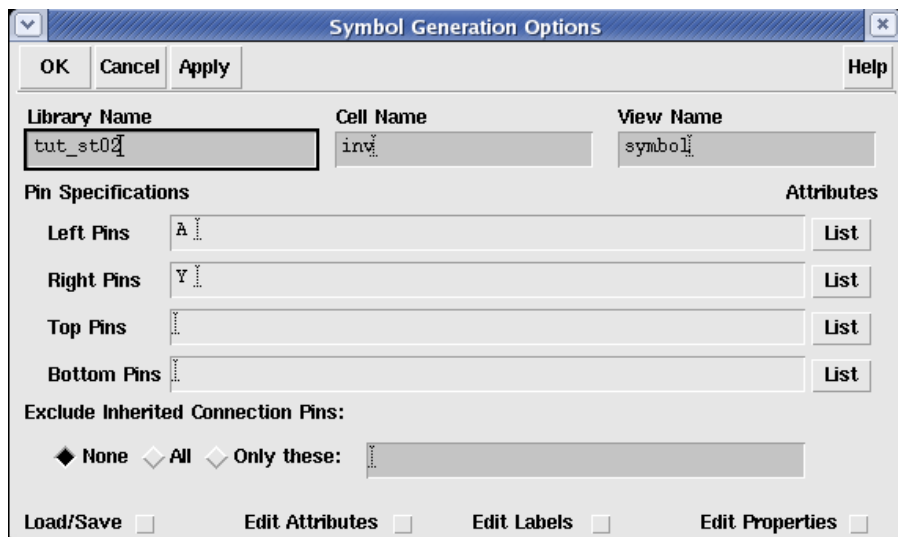 Symbol Generation Options
OK Cancel Apply Help
Library Name Cell Name View Name
tut_st02 inv symbol
Pin Specifications Attributes
Left Pins A List
Right Pins Y List
Top Pins List
Bottom Pins List
Exclude Inherited Connection Pins:
None All Only these:
Load/Save Edit Attributes Edit Labels Edit Properties